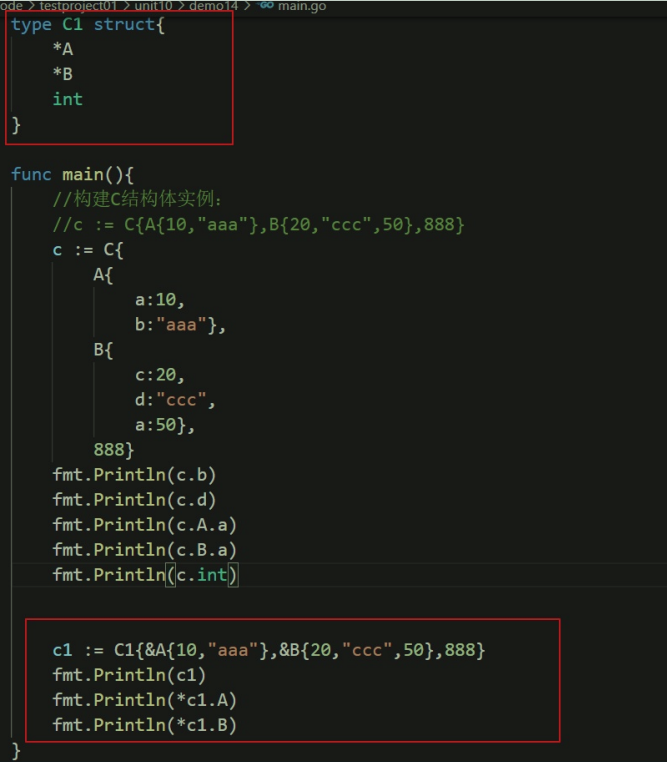 ode > testproject01 > unit10 > demo14 > GO main.go
type C1 struct{
    *A
    *B
    int
}
func main(){
    //构建C结构体实例:
    //c := C{A{10,"aaa"},B{20,"ccc",50},888}
    c := C{
        A{
            a:10,
            b:"aaa"},
        B{
            c:20,
            d:"ccc",
            a:50},
        888}
    fmt.Println(c.b)
    fmt.Println(c.d)
    fmt.Println(c.A.a)
    fmt.Println(c.B.a)
    fmt.Println(c.int)
    c1 := C1{&A{10,"aaa"},&B{20,"ccc",50},888}
    fmt.Println(c1)
    fmt.Println(*c1.A)
    fmt.Println(*c1.B)
}